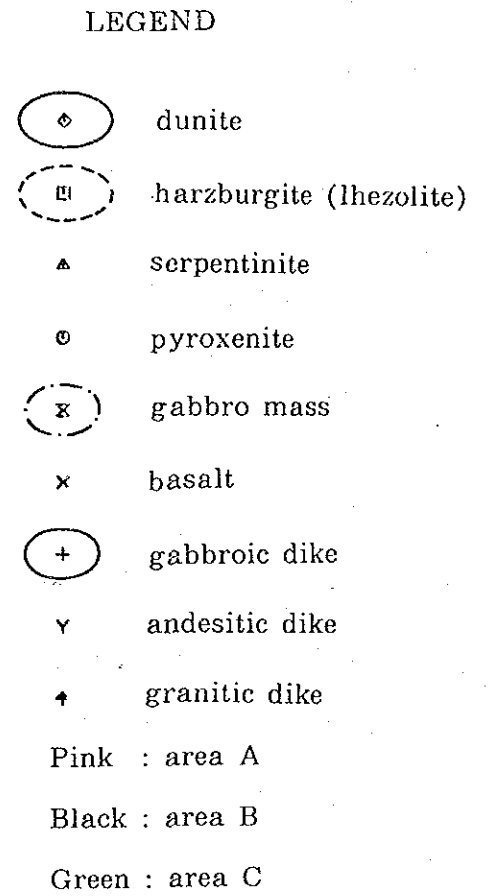 LEGEND
dunite
harzburgite (lhezolite)
serpentinite
pyroxenite
gabbro mass
basalt
gabbroic dike
andesitic dike
granitic dike
Pink : area A
Black : area B
Green : area C